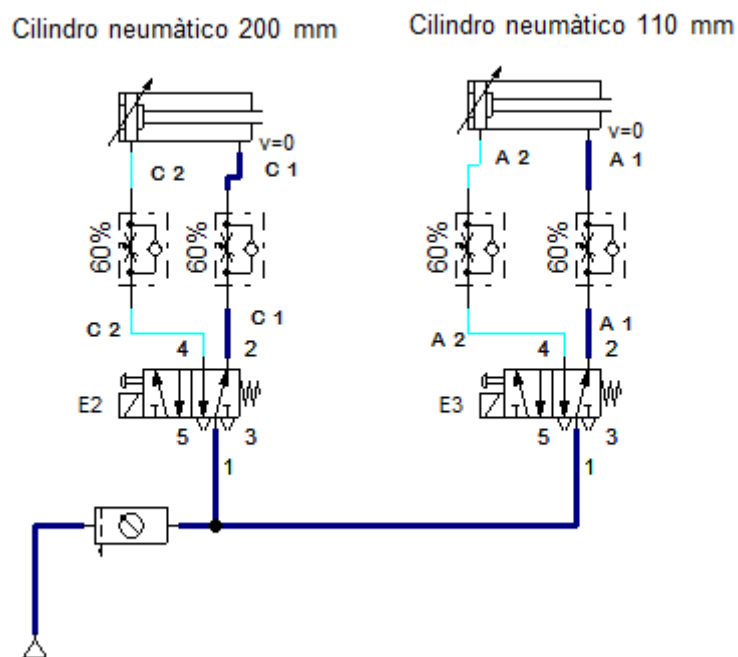 Cilindro neumàtico 200 mm
Cilindro neumàtico 110 mm
v=0
v=0
C 2
C 1
A 2
A 1
60%
60%
60%
60%
C 2
C 1
A 2
A 1
4
2
4
2
E2
E3
5
3
5
3
1
1